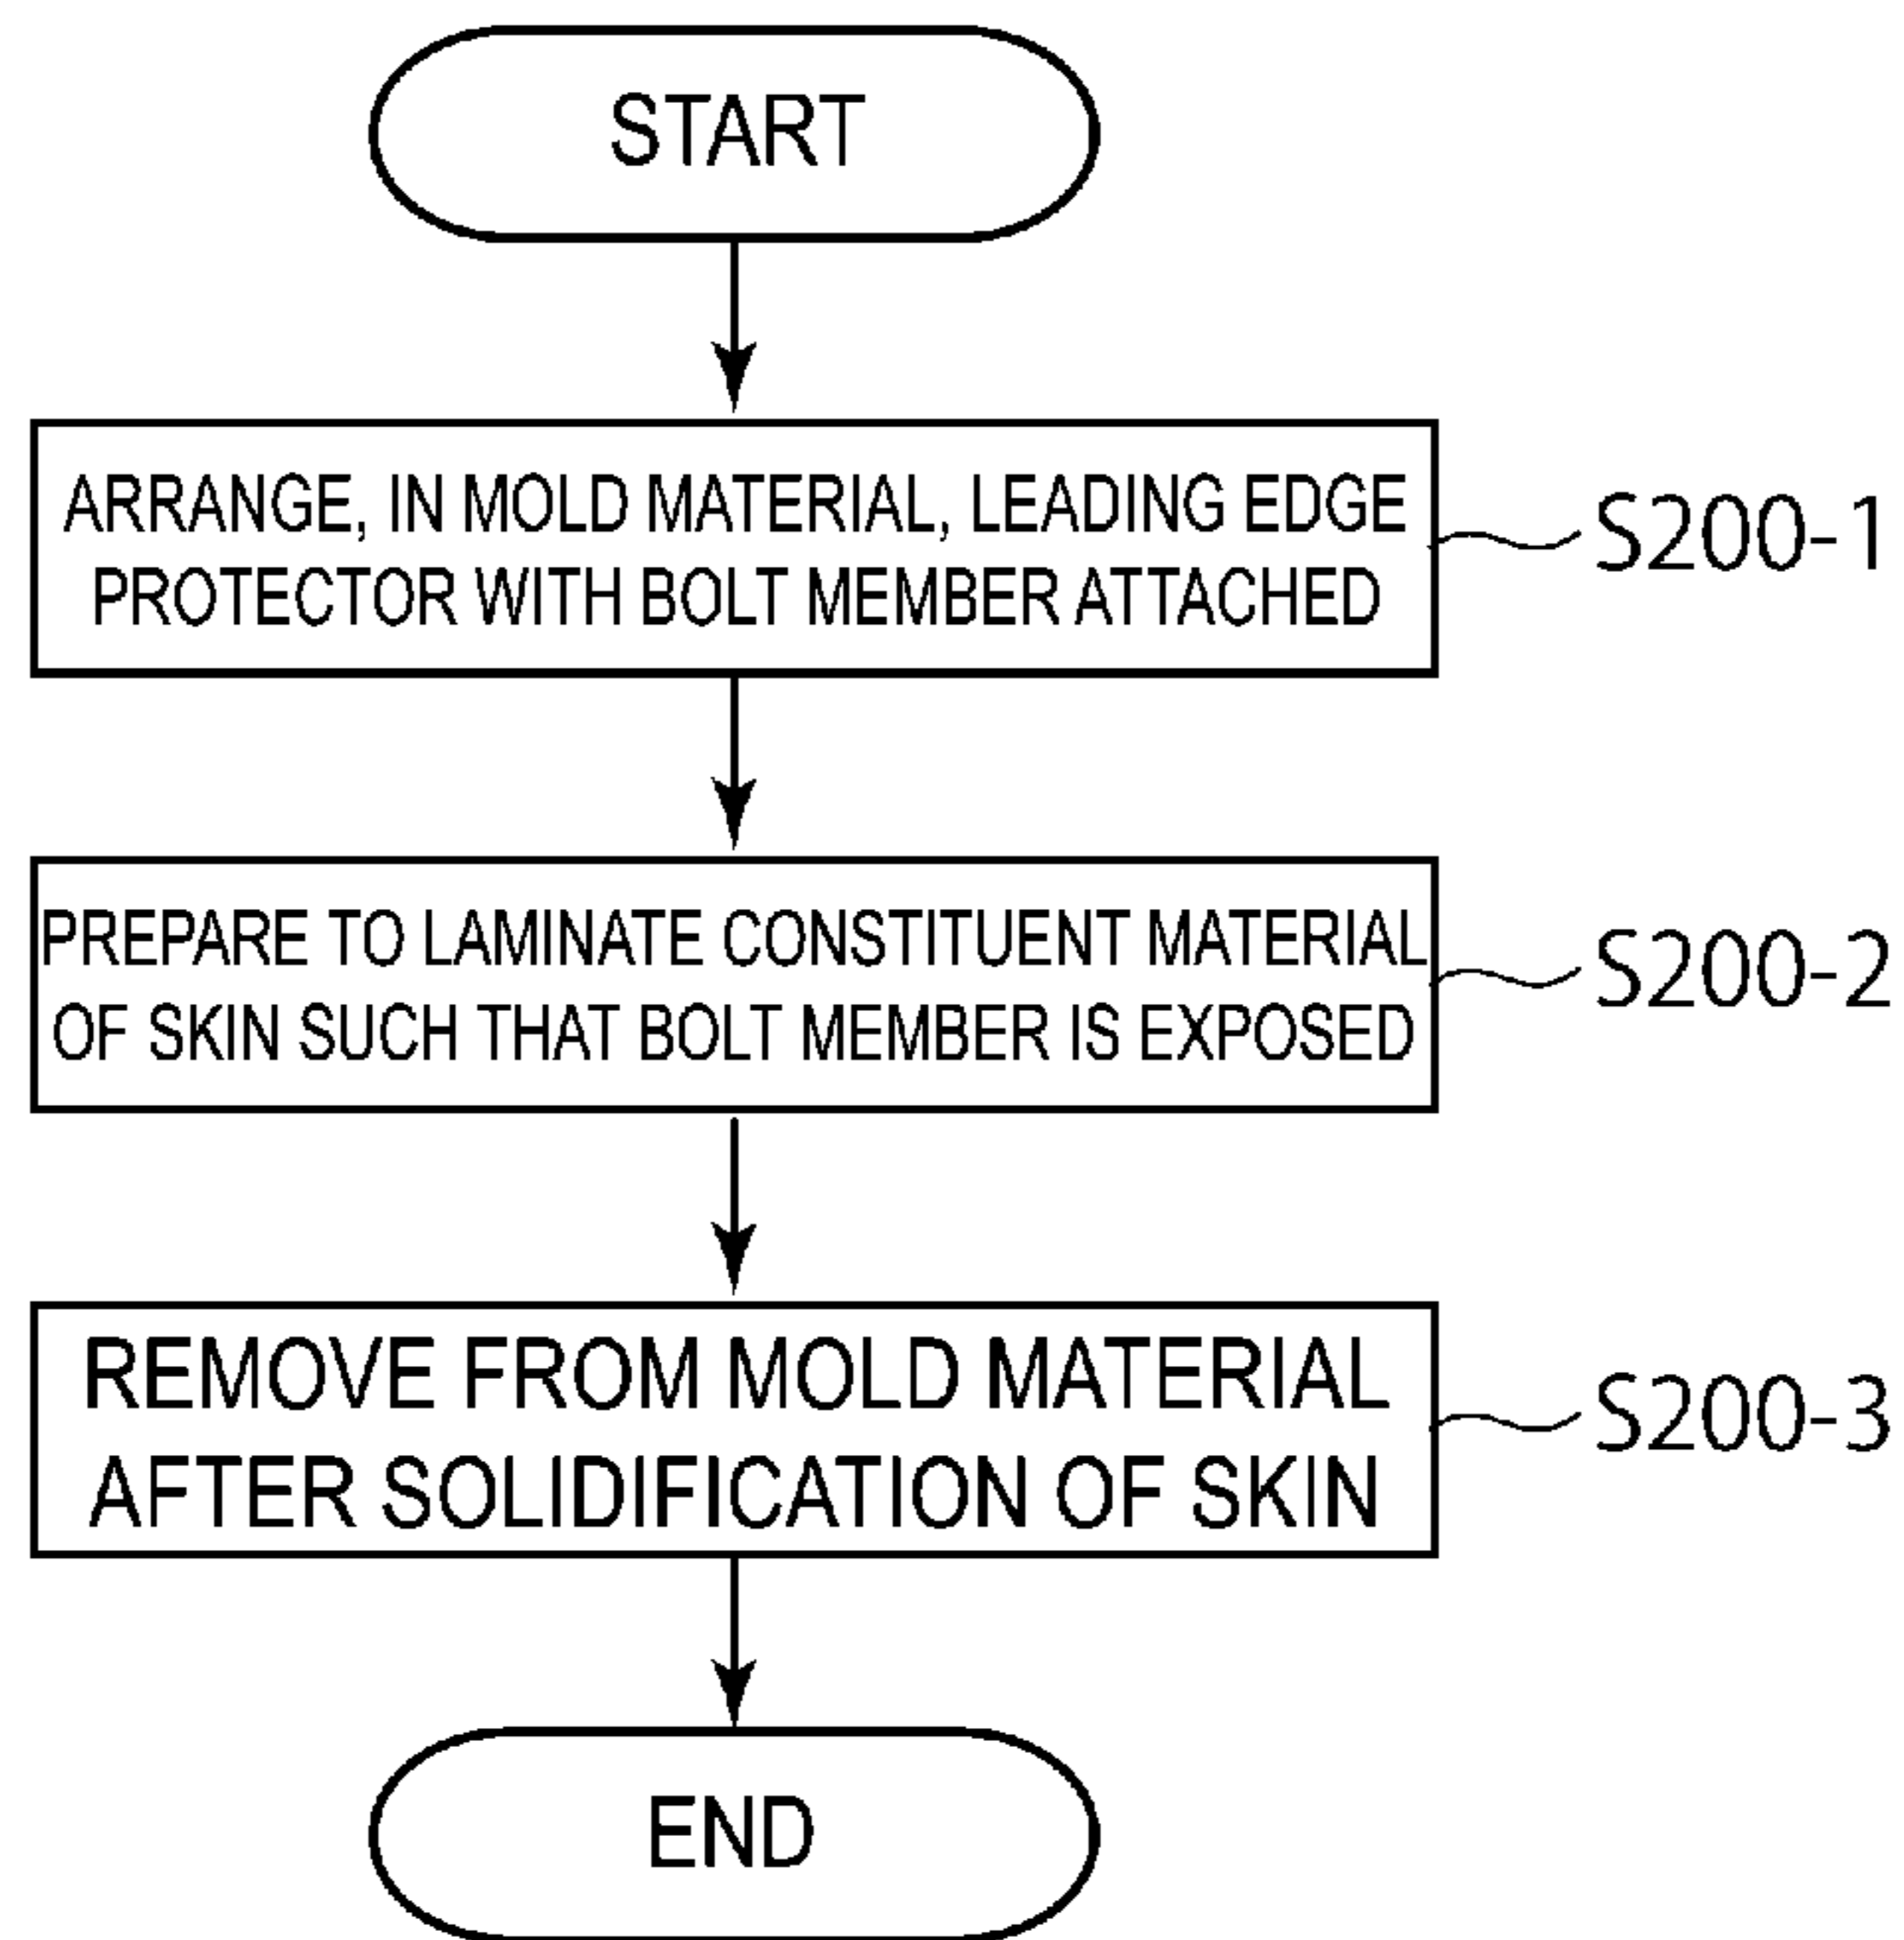 START
ARRANGE, IN MOLD MATERIAL, LEADING EDGE
PROTECTOR WITH BOLT MEMBER ATTACHED
S200-1
PREPARE TO LAMINATE CONSTITUENT MATERIAL
OF SKIN SUCH THAT BOLT MEMBER IS EXPOSED
S200-2
REMOVE FROM MOLD MATERIAL
AFTER SOLIDIFICATION OF SKIN
S200-3
END